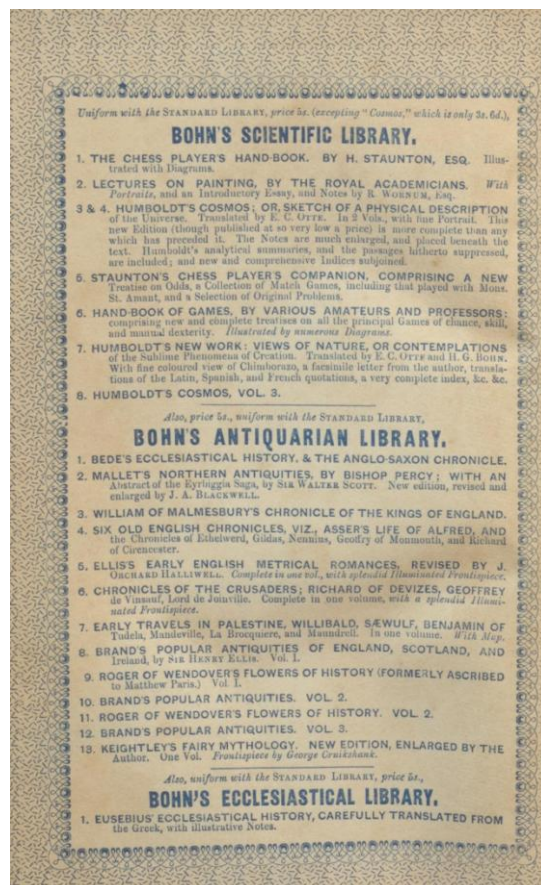 Uniform with the STANDARD LIBRARY, price 5s. (excepting "Cosmos," which is only 3s. 6d.),
BOHN'S SCIENTIFIC LIBRARY.
1. THE CHESS PLAYER'S HAND-BOOK. BY H. STAUNTON, ESQ. Illus-
trated with Diagrams.
2. LECTURES ON PAINTING, BY THE ROYAL ACADEMICIANS. With
Portraits, and an Introductory Essay, and Notes by R. WORNUM, Esq.
3 & 4. HUMBOLDT'S COSMOS; OR, SKETCH OF A PHYSICAL DESCRIPTION
of the Universe. Translated by E. C. OTTE. In 2 Vols., with fine Portrait. This
new Edition (though published at so very low a price) is more complete than any
which has preceded it. The Notes are much enlarged, and placed beneath the
text. Humboldt's analytical summaries, and the passages hitherto suppressed,
are included; and new and comprehensive Indices subjoined.
5. STAUNTON'S CHESS PLAYER'S COMPANION, COMPRISING A NEW
Treatise on Odds, a Collection of Match Games, including that played with Mons.
St. Amant, and a Selection of Original Problems.
6. HAND-BOOK OF GAMES, BY VARIOUS AMATEURS AND PROFESSORS:
comprising new and complete treatises on all the principal Games of chance, skill,
and manual dexterity. Illustrated by numerous Diagrams.
7. HUMBOLDT'S NEW WORK: VIEWS OF NATURE, OR CONTEMPLATIONS
of the Sublime Phenomena of Creation. Translated by E. C. OTTE and H. G. BOHN.
With fine coloured view of Chimborazo, a facsimile letter from the author, transla-
tions of the Latin, Spanish, and French quotations, a very complete index, &c. &c.
8. HUMBOLDT'S COSMOS, VOL. 3.
Also, price 5s., uniform with the STANDARD LIBRARY,
BOHN'S ANTIQUARIAN LIBRARY.
1. BEDE'S ECCLESIASTICAL HISTORY, & THE ANGLO-SAXON CHRONICLE.
2. MALLET'S NORTHERN ANTIQUITIES, BY BISHOP PERCY; WITH AN
Abstract of the Eyrbiggia Saga, by SIR WALTER SCOTT. New edition, revised and
enlarged by J. A. BLACKWELL.
3. WILLIAM OF MALMESBURY'S CHRONICLE OF THE KINGS OF ENGLAND.
4. SIX OLD ENGLISH CHRONICLES, VIZ., ASSER'S LIFE OF ALFRED, AND
the Chronicles of Ethelwerd, Gildas, Nennius, Geoffry of Monmouth, and Richard
of Cirencester.
5. ELLIS'S EARLY ENGLISH METRICAL ROMANCES, REVISED BY J.
ORCHARD HALLIWELL. Complete in one vol., with splendid Illuminated Frontispiece.
6. CHRONICLES OF THE CRUSADERS; RICHARD OF DEVIZES, GEOFFREY
de Vinsauf, Lord de Joinville. Complete in one volume, with a splendid Illumi-
nated Frontispiece.
7. EARLY TRAVELS IN PALESTINE, WILLIBALD, SÆWULF, BENJAMIN OF
Tudela, Mandeville, La Brocquiere, and Maundrell. In one volume. With Map.
8. BRAND'S POPULAR ANTIQUITIES OF ENGLAND, SCOTLAND, AND
Ireland, by SIR HENRY ELLIS. Vol. I.
9. ROGER OF WENDOVER'S FLOWERS OF HISTORY (FORMERLY ASCRIBED
to Matthew Paris.) Vol. I.
10. BRAND'S POPULAR ANTIQUITIES. VOL. 2.
11. ROGER OF WENDOVER'S FLOWERS OF HISTORY. VOL. 2.
12. BRAND'S POPULAR ANTIQUITIES. VOL. 3.
13. KEIGHTLEY'S FAIRY MYTHOLOGY. NEW EDITION, ENLARGED BY THE
Author. One Vol. Frontispiece by George Cruikshank.
Also, uniform with the STANDARD LIBRARY, price 5s.,
BOHN'S ECCLESIASTICAL LIBRARY.
1. EUSEBIUS' ECCLESIASTICAL HISTORY, CAREFULLY TRANSLATED FROM
the Greek, with illustrative Notes.